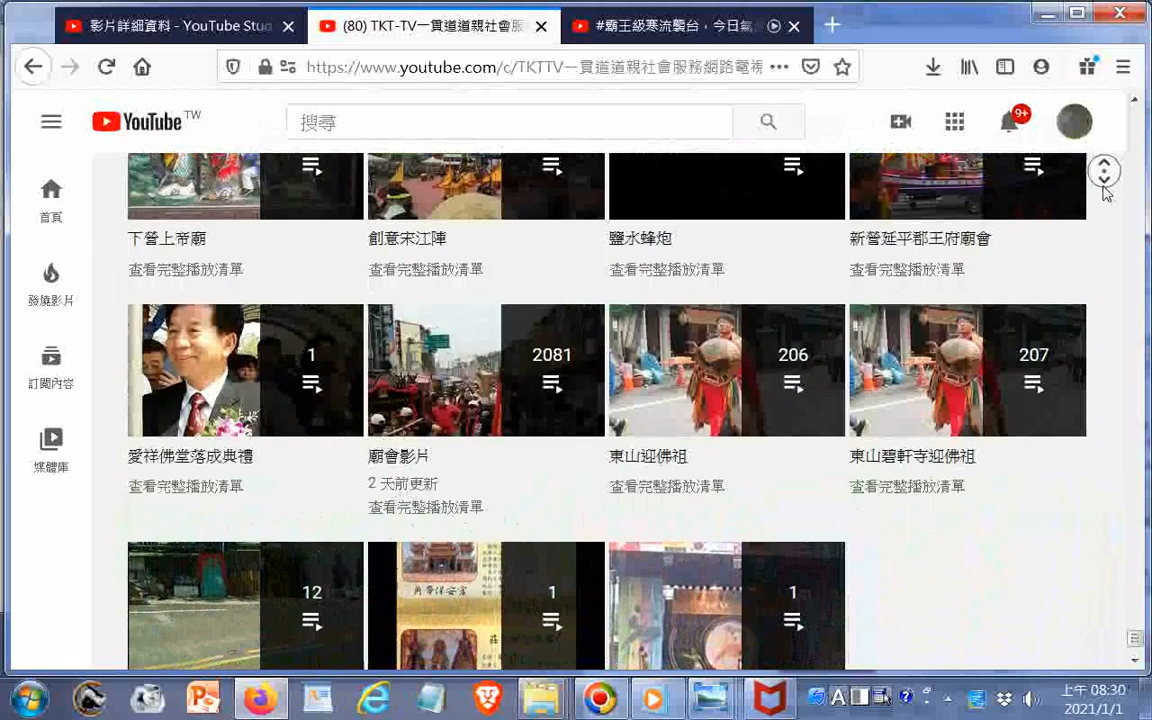 影片詳細資料 - YouTube Stud
(80) TKT-TV一貫道道親社會服
#霸王級寒流襲台，今日氣
https://www.youtube.com/c/TKTTV一貫道道親社會服務網路電視
YouTube TW
搜尋
9+
首頁
發燒影片
訂閱內容
媒體庫
下營上帝廟
創意宋江陣
鹽水蜂炮
新營延平郡王府廟會
查看完整播放清單
查看完整播放清單
查看完整播放清單
查看完整播放清單
1
2081
206
207
愛祥佛堂落成典禮
廟會影片
東山迎佛祖
東山碧軒寺迎佛祖
查看完整播放清單
2 天前更新
查看完整播放清單
查看完整播放清單
查看完整播放清單
12
1
1
上午 08:30
2021/1/1